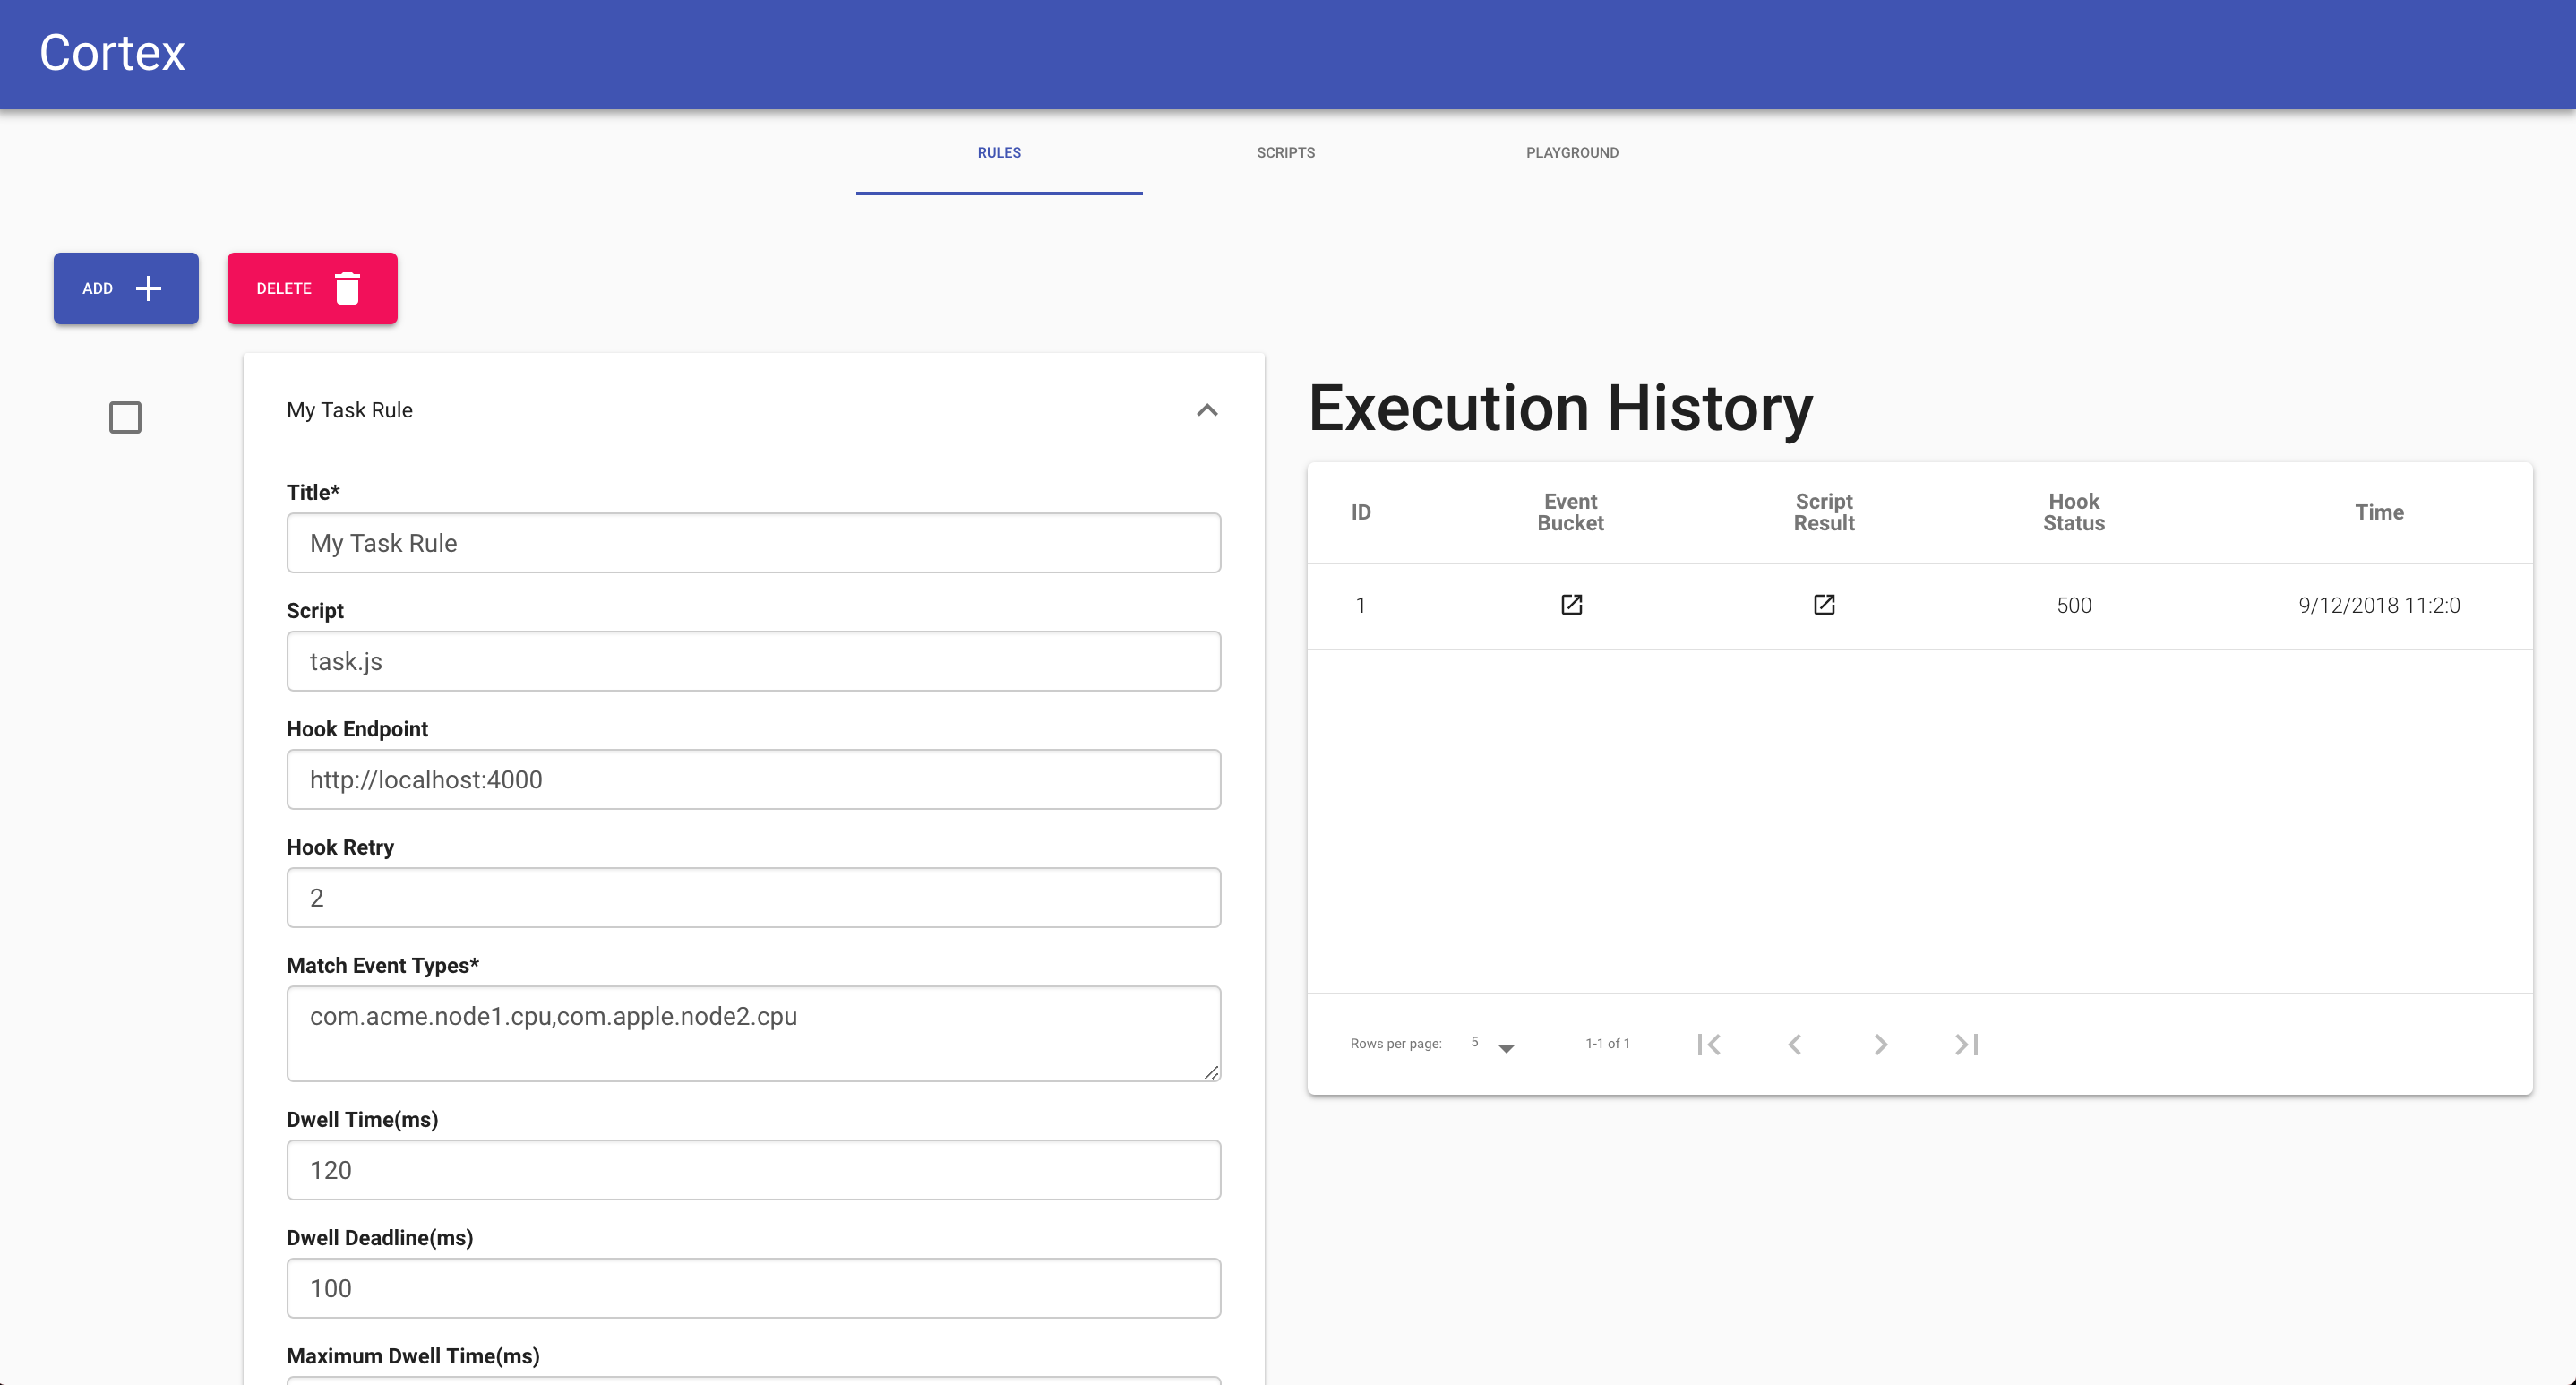 Cortex
RULES
SCRIPTS
PLAYGROUND
ADD
DELETE
My Task Rule
Title*
My Task Rule
Script
task.js
Hook Endpoint
http://localhost:4000
Hook Retry
2
Match Event Types*
com.acme.node1.cpu,com.apple.node2.cpu
Dwell Time(ms)
120
Dwell Deadline(ms)
100
Maximum Dwell Time(ms)
Execution History
ID
Event
Bucket
Script
Result
Hook
Status
Time
1
500
9/12/2018 11:2:0
Rows per page:
5
1-1 of 1